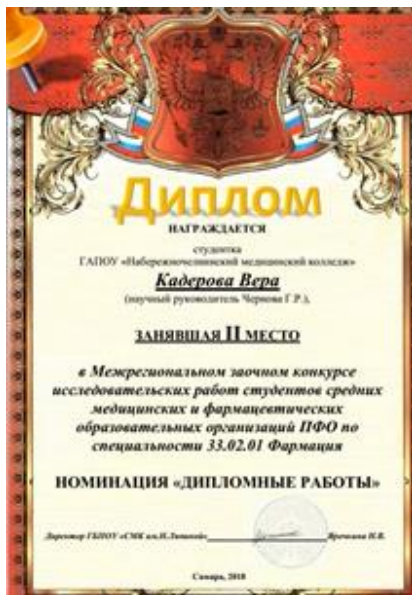 Диплом
НАГРАЖДАЕТСЯ
студентка
ГАПОУ «Набережночелнинский медицинский колледж»
Кадерова Вера
(научный руководитель Чернова Г.Р.),
ЗАНЯВШАЯ II МЕСТО
в Межрегиональном заочном конкурсе
исследовательских работ студентов средних
медицинских и фармацевтических
образовательных организаций ПФО по
специальности 33.02.01 Фармация
НОМИНАЦИЯ «ДИПЛОМНЫЕ РАБОТЫ»
Директор ГБПОУ «СМК им.Н.Ляпиной» Н.В.
Самара, 2018